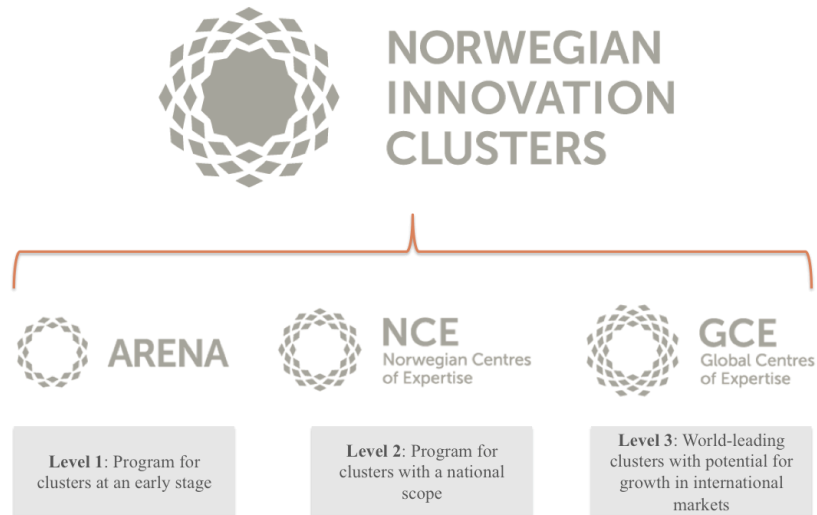 NORWEGIAN
INNOVATION
CLUSTERS
ARENA
NCE
Norwegian Centres
of Expertise
GCE
Global Centres
of Expertise
Level 1: Program for
clusters at an early stage
Level 2: Program for
clusters with a national
scope
Level 3: World-leading
clusters with potential for
growth in international
markets